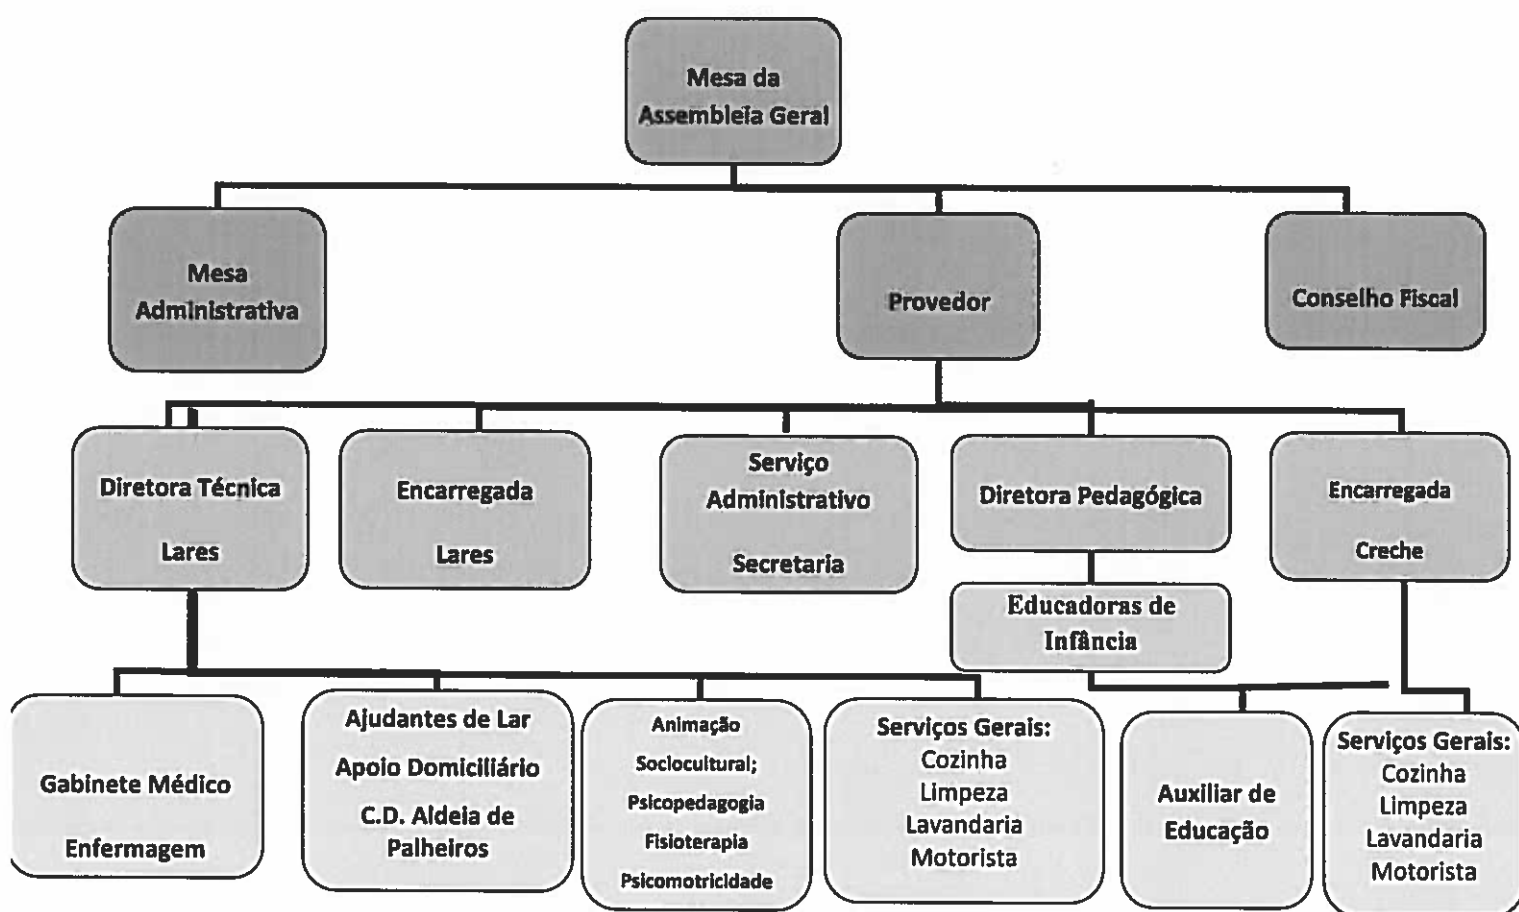 Mesa da
Assembleia Geral
Mesa
Administrativa
Provedor
Conselho Fiscal
Diretora Técnica
Lares
Encarregada
Lares
Serviço
Administrativo
Secretaria
Diretora Pedagógica
Encarregada
Creche
Educadoras de
Infância
Gabinete Médico
Enfermagem
Ajudantes de Lar
Apoio Domiciliário
C.D. Aldeia de
Palheiros
Animação
Sociocultural;
Psicopedagogia
Fisioterapia
Psicomotricidade
Serviços Gerais:
Cozinha
Limpeza
Lavandaria
Motorista
Auxiliar de
Educação
Serviços Gerais:
Cozinha
Limpeza
Lavandaria
Motorista